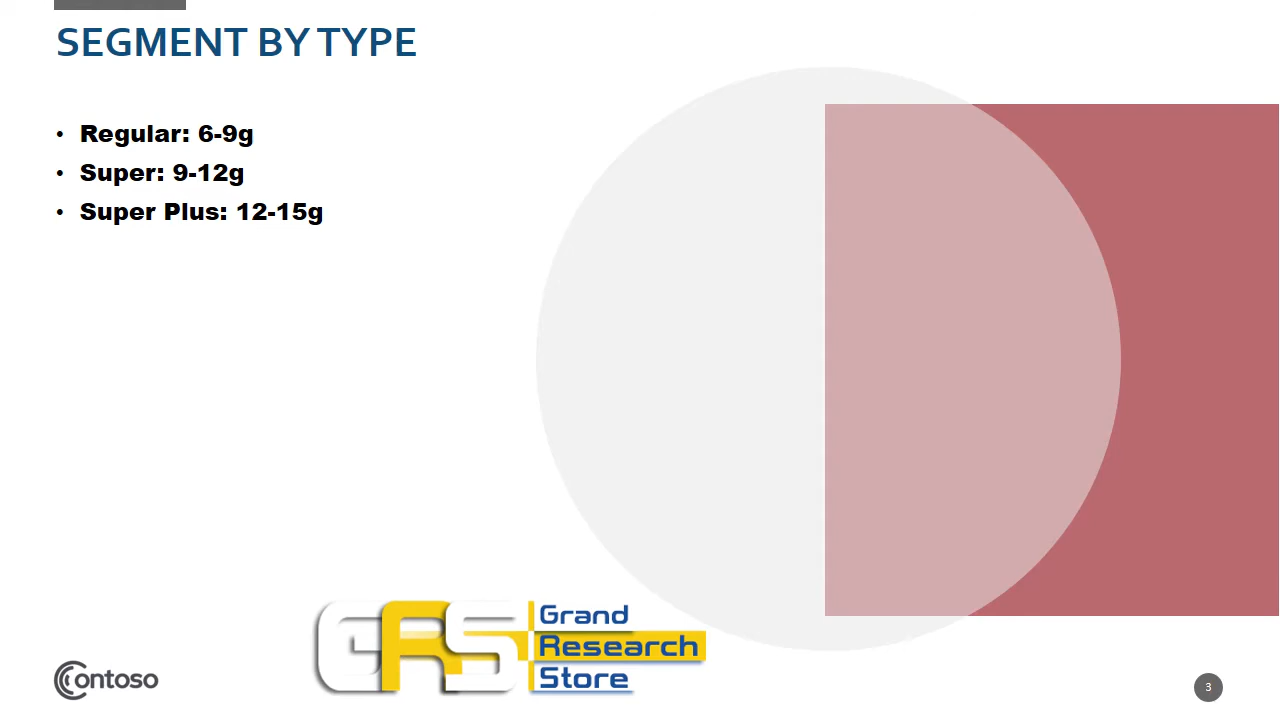 SEGMENT BY TYPE
• Regular: 6-9g
• Super: 9-12g
• Super Plus: 12-15g
GRS
Grand
Research
Store
Contoso
3